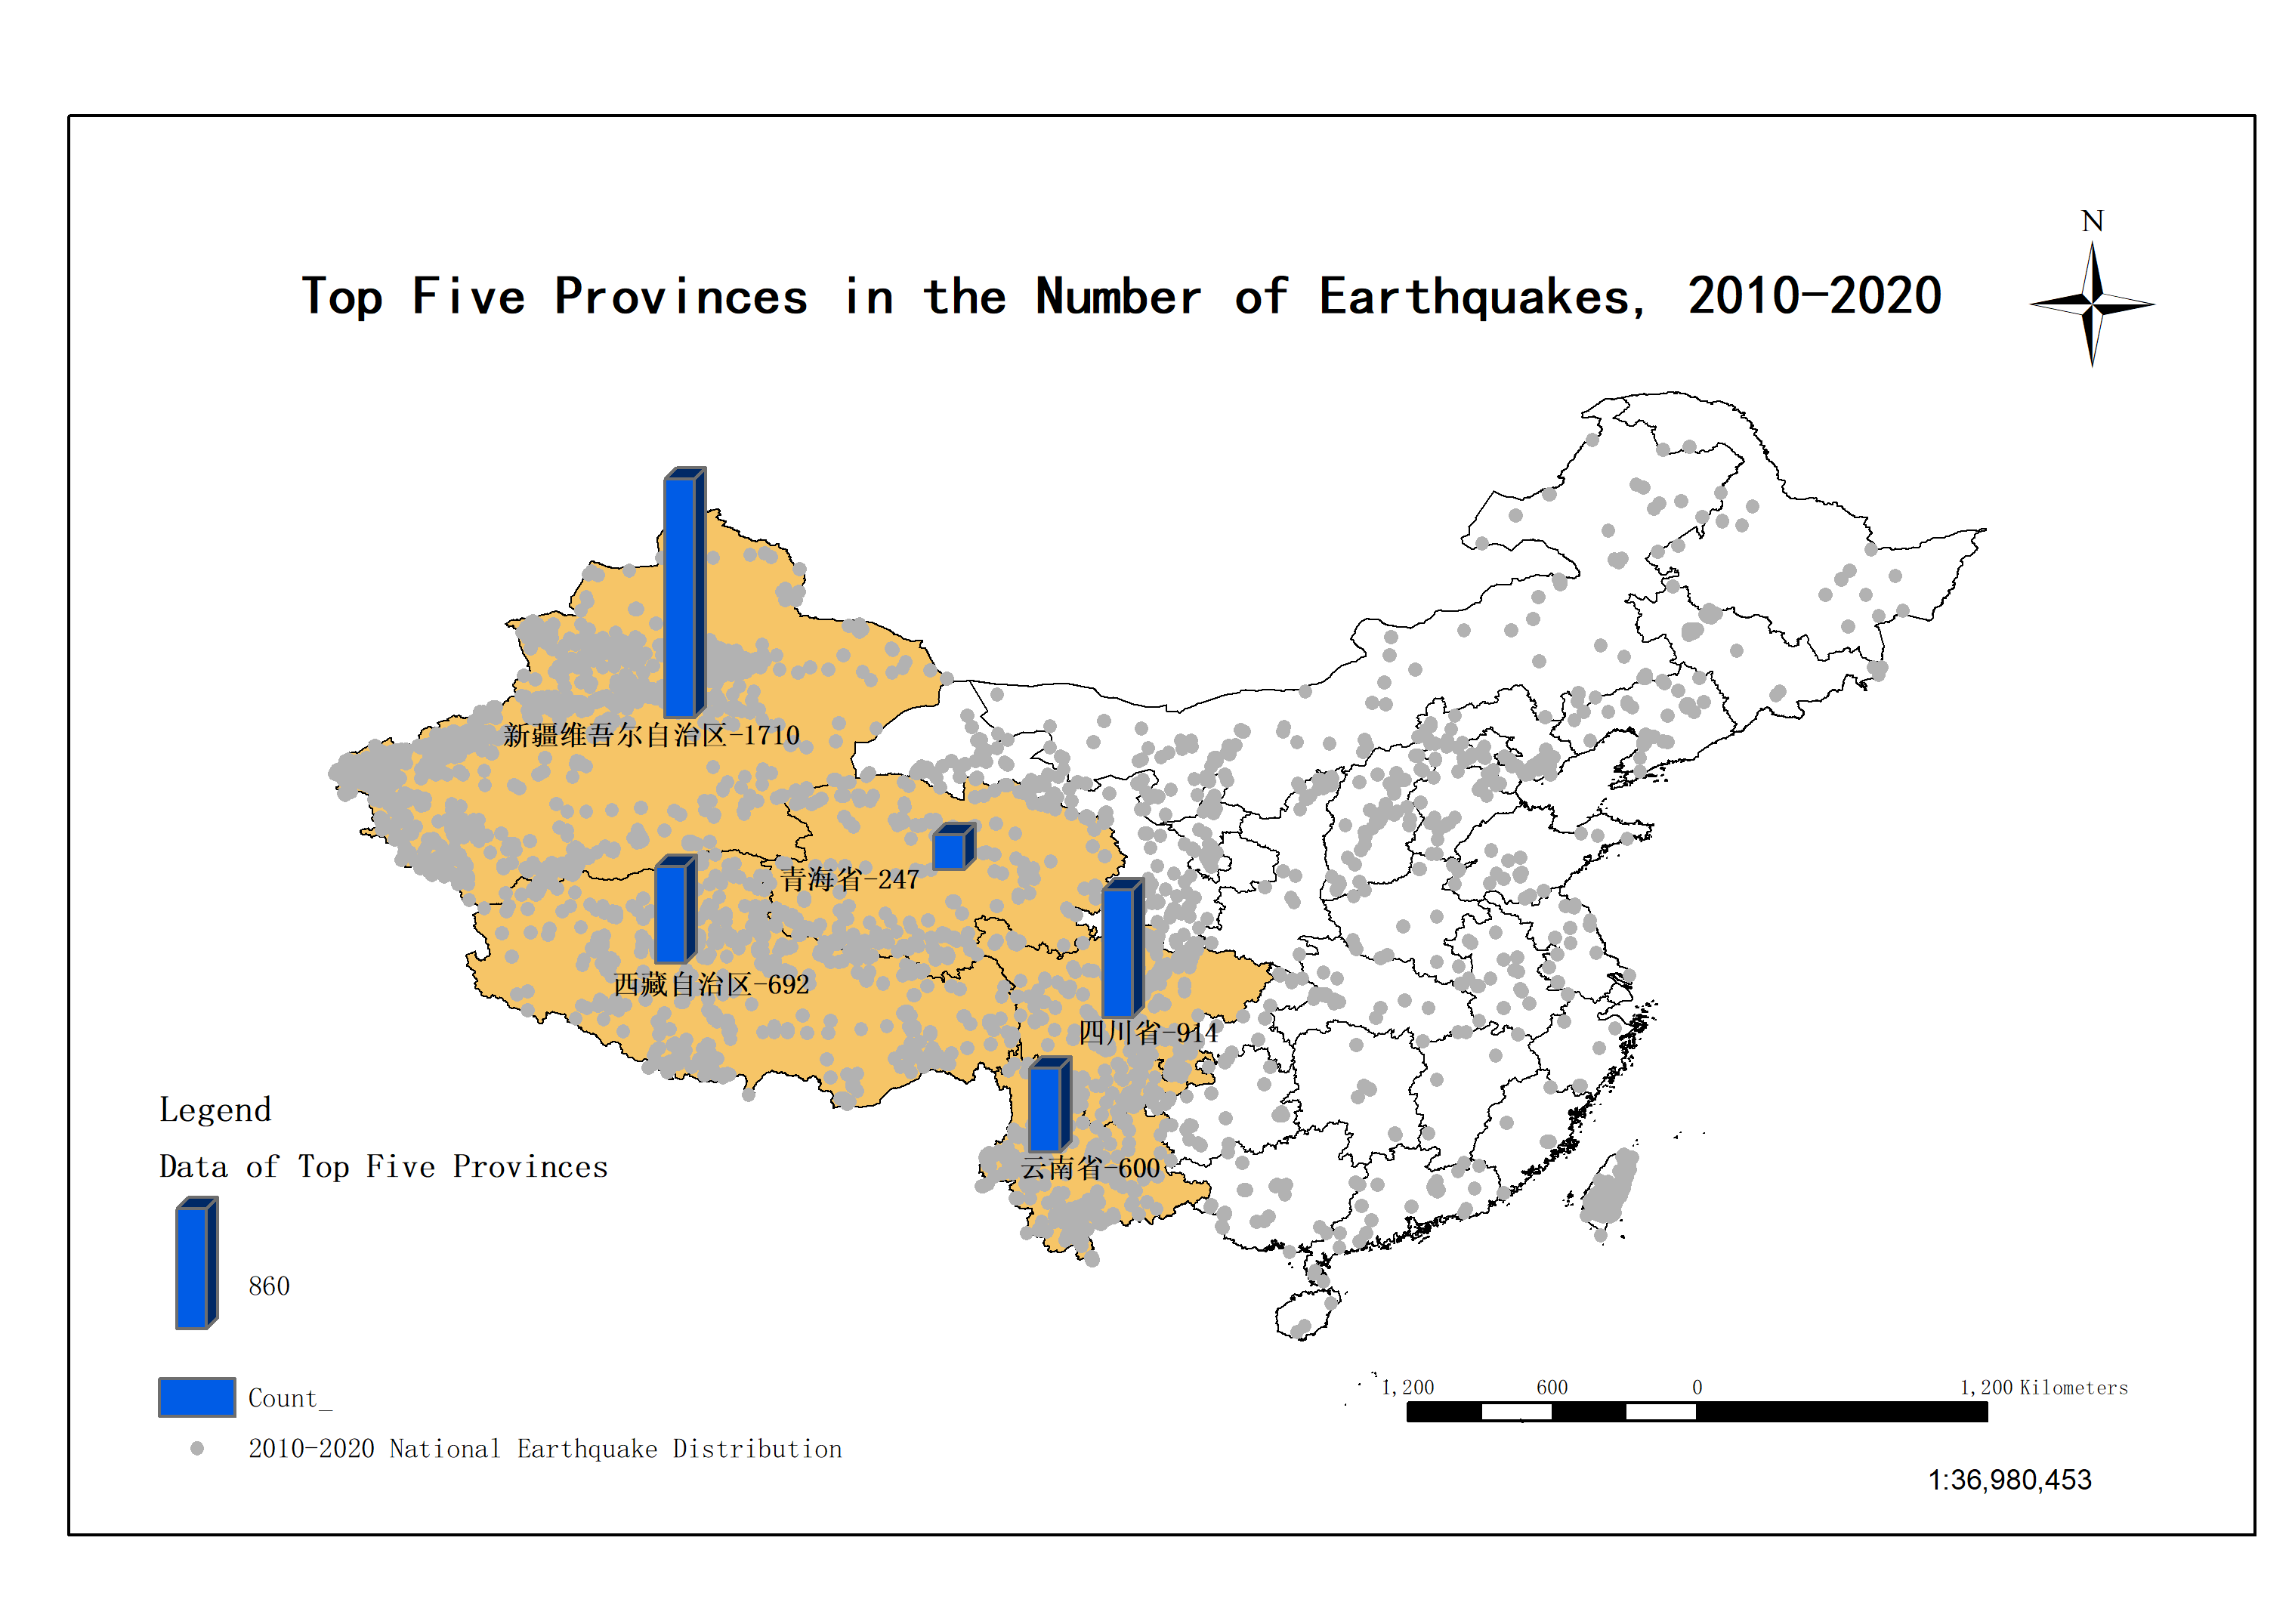 N
Top Five Provinces in the Number of Earthquakes, 2010-2020
新疆维吾尔自治区-1710
青海省-247
西藏自治区-692
四川省-914
云南省-600
Legend
Data of Top Five Provinces
860
Count_
2010-2020 National Earthquake Distribution
1,200 600 0 1,200 Kilometers
1:36,980,453